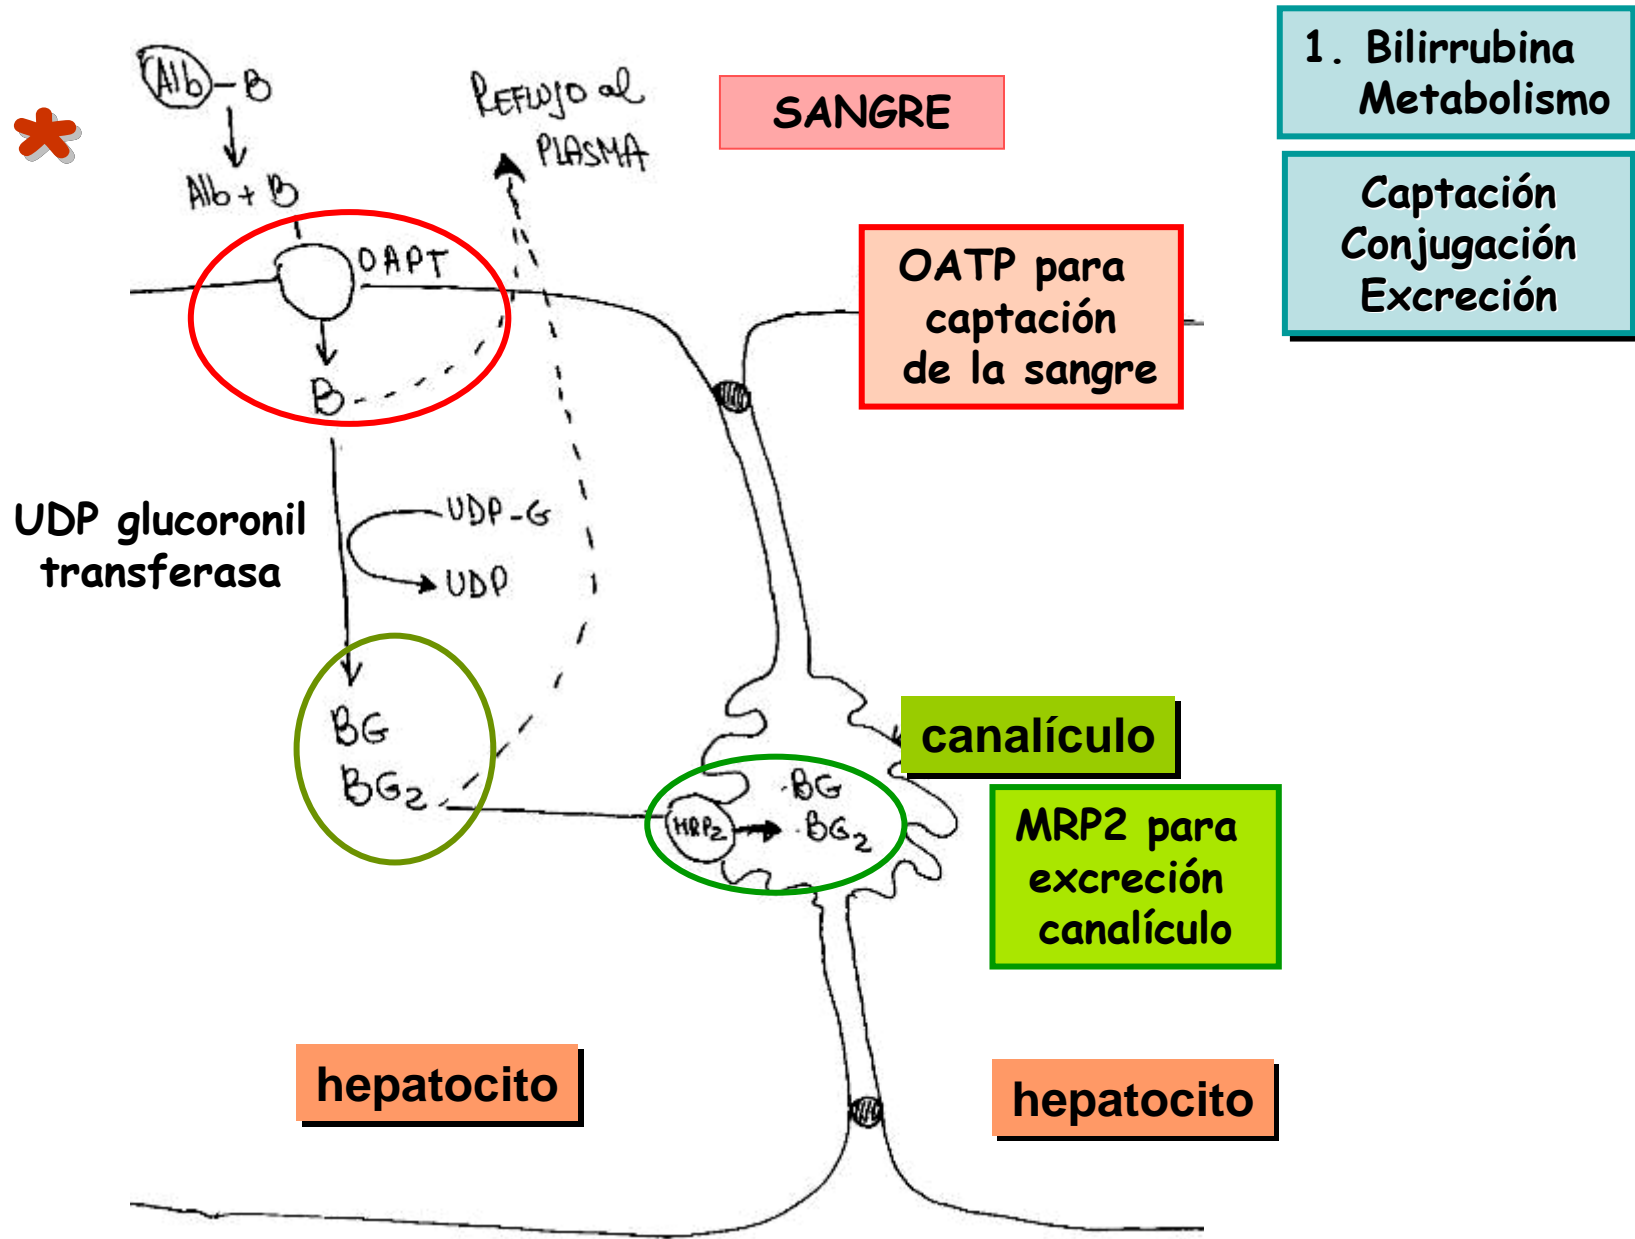 1. Bilirrubina
Metabolismo
Captación
Conjugación
Excreción
SANGRE
Alb-B
Alb+B
REFLUJO al
PLASMA
OAPT
B
OATP para
captación
de la sangre
UDP glucoronil
transferasa
UDP-G
UDP
BG
BG2
canalículo
MRP2
BG
BG2
MRP2 para
excreción
canalículo
hepatocito
hepatocito